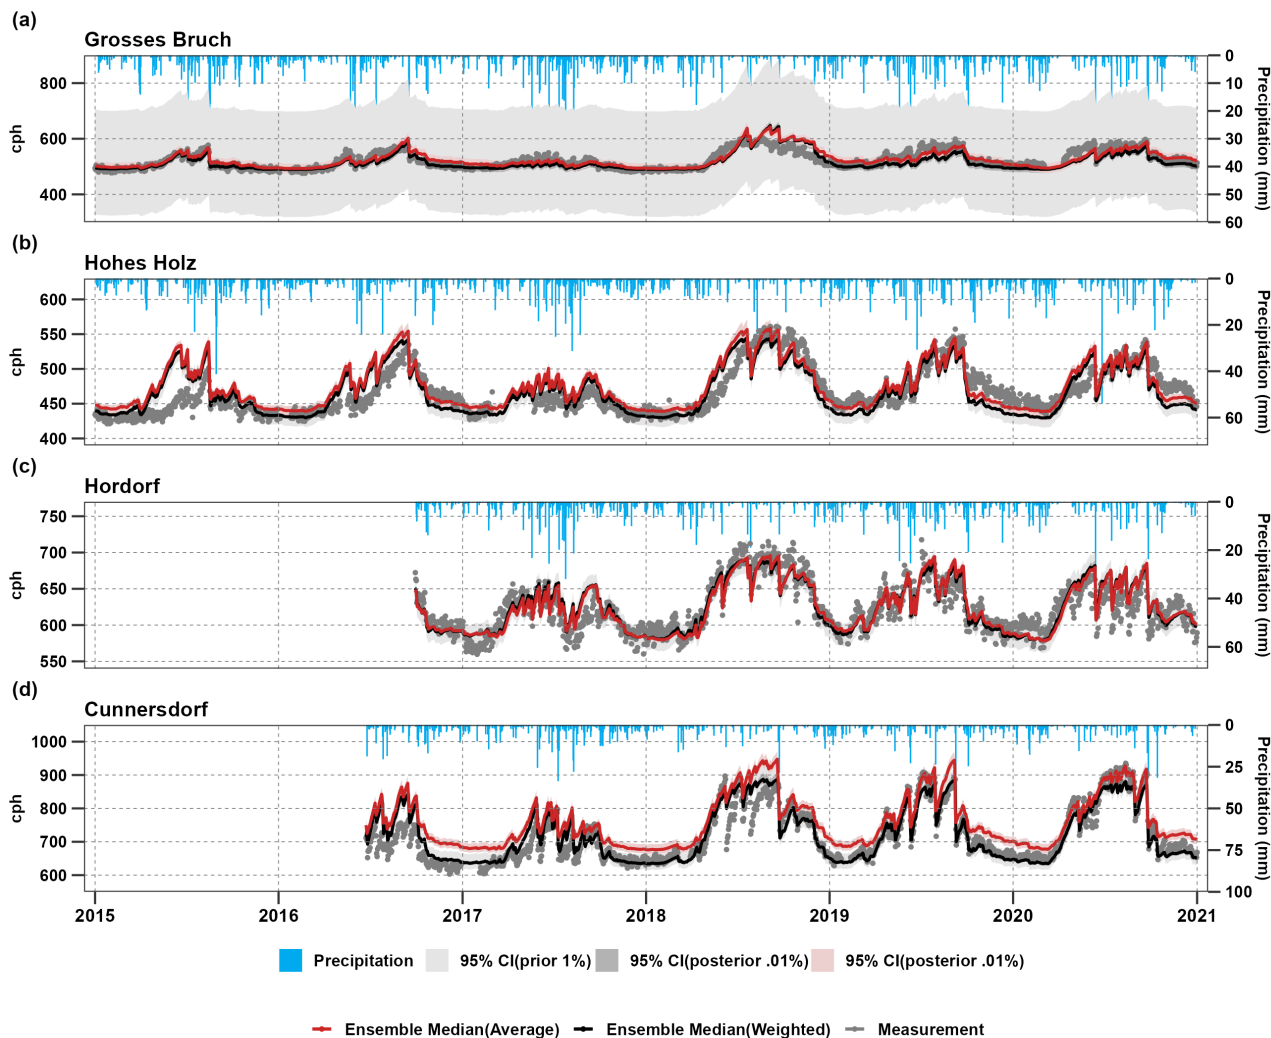 (a)
Grosses Bruch
800
600
400
cph
0
10
20
30
40
50
60
Precipitation (mm)
(b)
Hohes Holz
600
550
500
450
400
cph
0
20
40
60
Precipitation (mm)
(c)
Hordorf
750
700
650
600
550
cph
0
20
40
60
Precipitation (mm)
(d)
Cunnersdorf
1000
900
800
700
600
cph
0
25
50
75
100
Precipitation (mm)
2015 2016 2017 2018 2019 2020 2021
Precipitation 95% CI(prior 1%) 95% CI(posterior .01%) 95% CI(posterior .01%)
Ensemble Median(Average) Ensemble Median(Weighted) Measurement